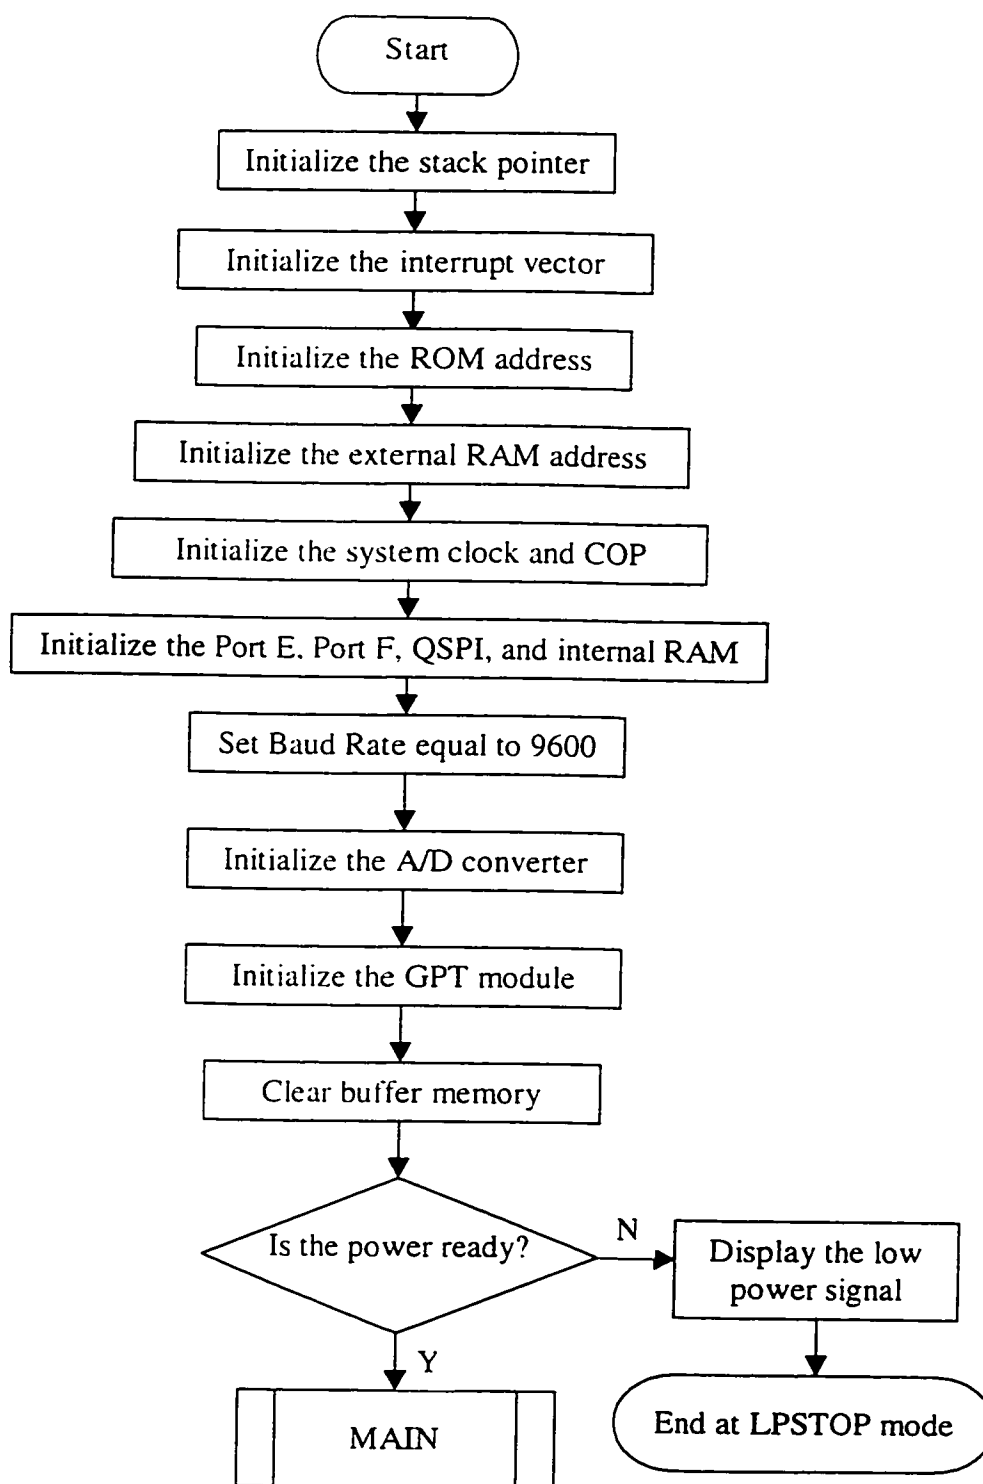 Start
Initialize the stack pointer
Initialize the interrupt vector
Initialize the ROM address
Initialize the external RAM address
Initialize the system clock and COP
Initialize the Port E, Port F, QSPI, and internal RAM
Set Baud Rate equal to 9600
Initialize the A/D converter
Initialize the GPT module
Clear buffer memory
Is the power ready?
N
Display the low
power signal
Y
MAIN
End at LPSTOP mode